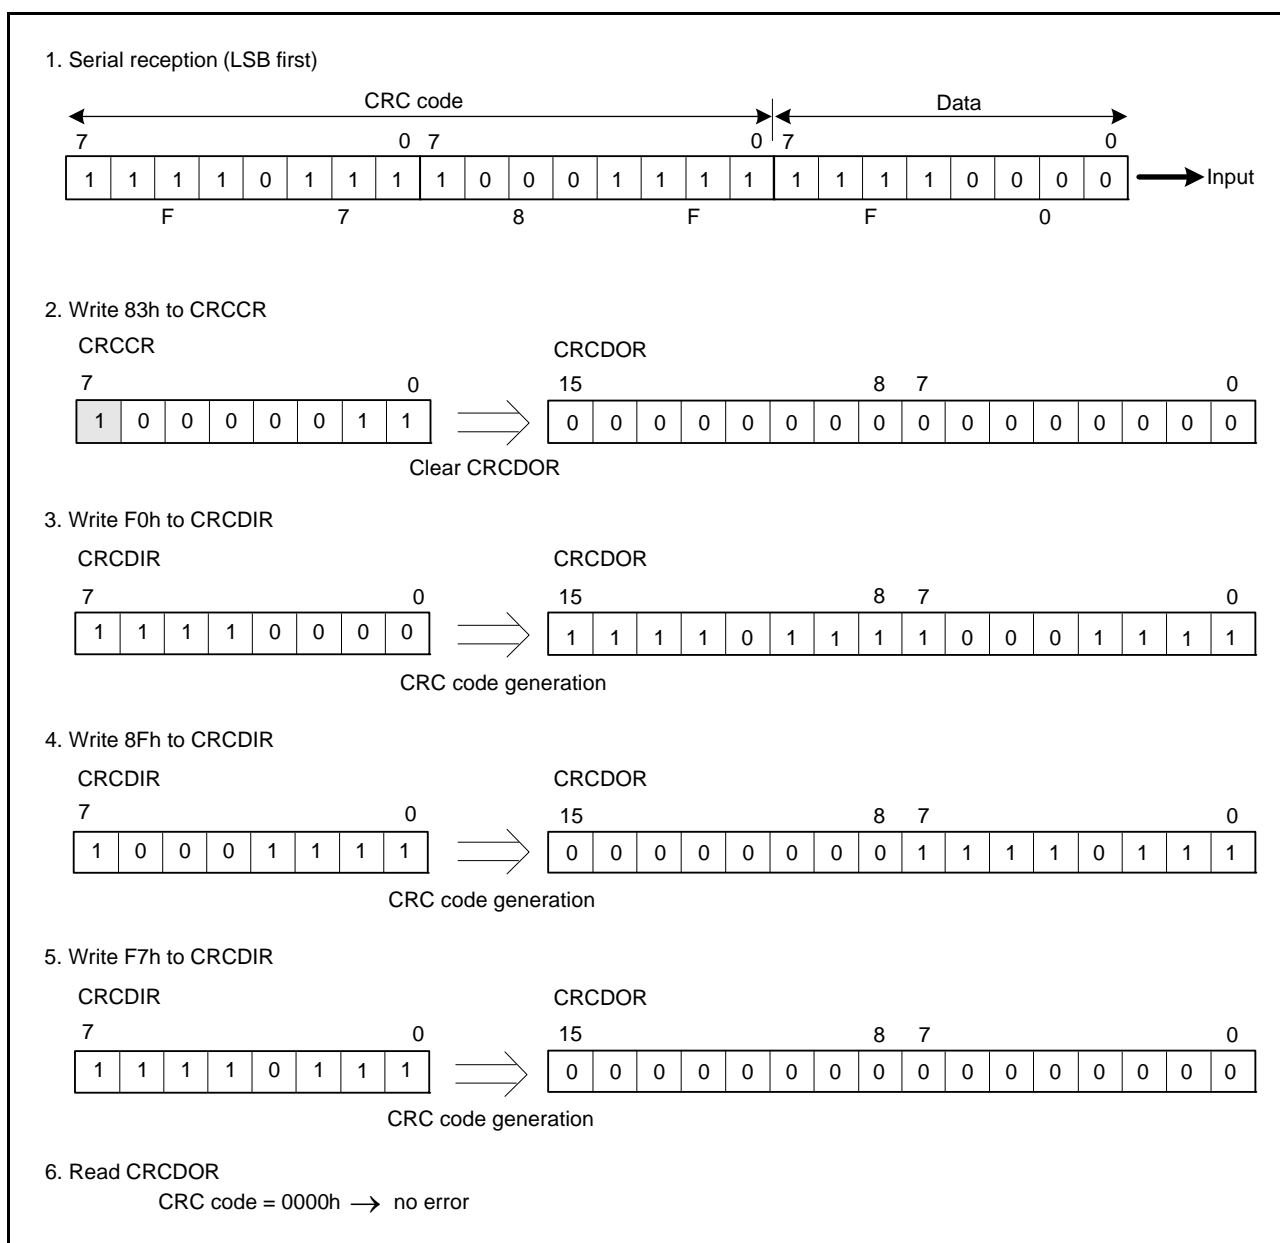 1. Serial reception (LSB first)
CRC code Data
7 0 7 0 7 0
1 1 1 1 0 1 1 1 1 0 0 0 1 1 1 1 1 1 1 1 0 0 0 0 Input
F 7 8 F F 0
2. Write 83h to CRCCR
CRCCR CRCDOR
7 0 15 8 7 0
1 0 0 0 0 0 1 1 0 0 0 0 0 0 0 0 0 0 0 0 0 0 0 0
Clear CRCDOR
3. Write F0h to CRCDIR
CRCDIR CRCDOR
7 0 15 8 7 0
1 1 1 1 0 0 0 0 1 1 1 1 0 1 1 1 1 0 0 0 1 1 1 1
CRC code generation
4. Write 8Fh to CRCDIR
CRCDIR CRCDOR
7 0 15 8 7 0
1 0 0 0 1 1 1 1 0 0 0 0 0 0 0 0 1 1 1 1 0 1 1 1
CRC code generation
5. Write F7h to CRCDIR
CRCDIR CRCDOR
7 0 15 8 7 0
1 1 1 1 0 1 1 1 0 0 0 0 0 0 0 0 0 0 0 0 0 0 0 0
CRC code generation
6. Read CRCDOR
CRC code = 0000h → no error